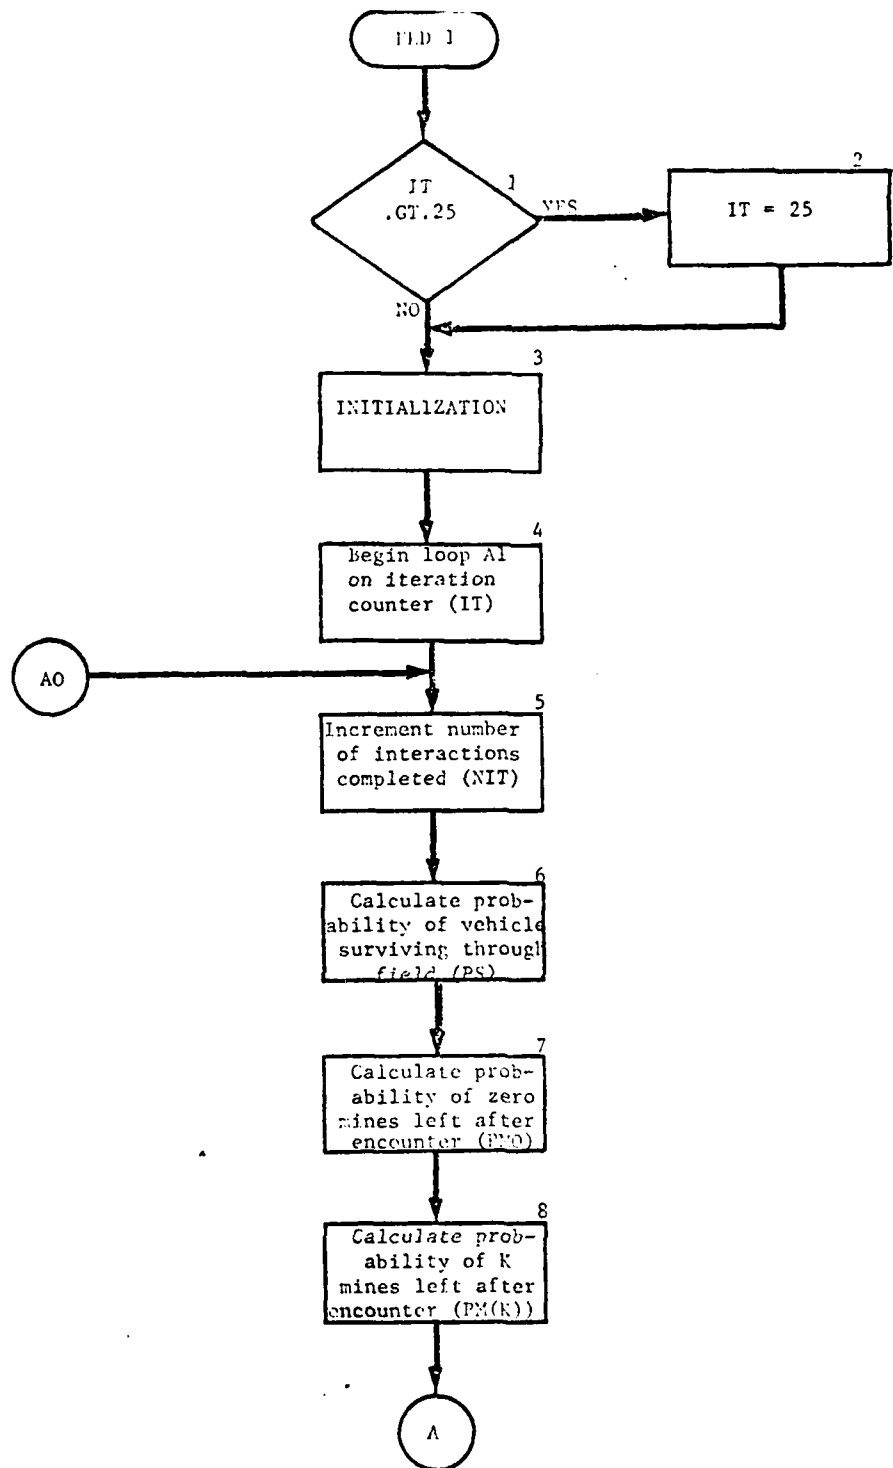 1
IT
.GT.25
YES
2
IT = 25
NO
3
INITIALIZATION
4
Begin loop A1
on iteration
counter (IT)
AO
5
Increment number
of interactions
completed (NIT)
6
Calculate prob-
ability of vehicle
surviving through
field (PS)
7
Calculate prob-
ability of zero
mines left after
encounter (PMO)
8
Calculate prob-
ability of K
mines left after
encounter (PM(K))
A